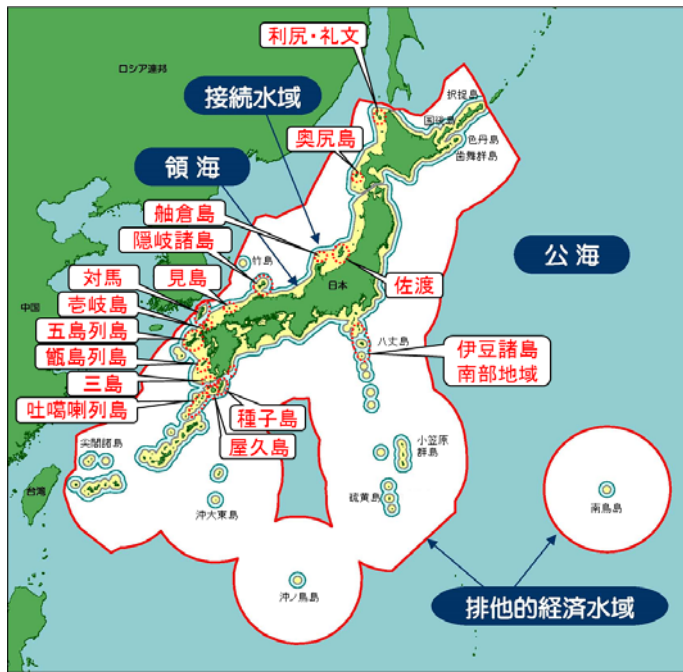 利尻・礼文
ロシア連邦
接続水域
択捉島
国後島
色丹島
歯舞群島
奥尻島
領海
舳倉島
隠岐諸島
竹島
公海
対馬
見島
日本
佐渡
中国
壱岐島
五島列島
八丈島
甑島列島
伊豆諸島
南部地域
三島
吐噶喇列島
種子島
屋久島
尖閣諸島
小笠原
群島
台湾
沖大東島
硫黄島
南鳥島
沖ノ鳥島
排他的経済水域